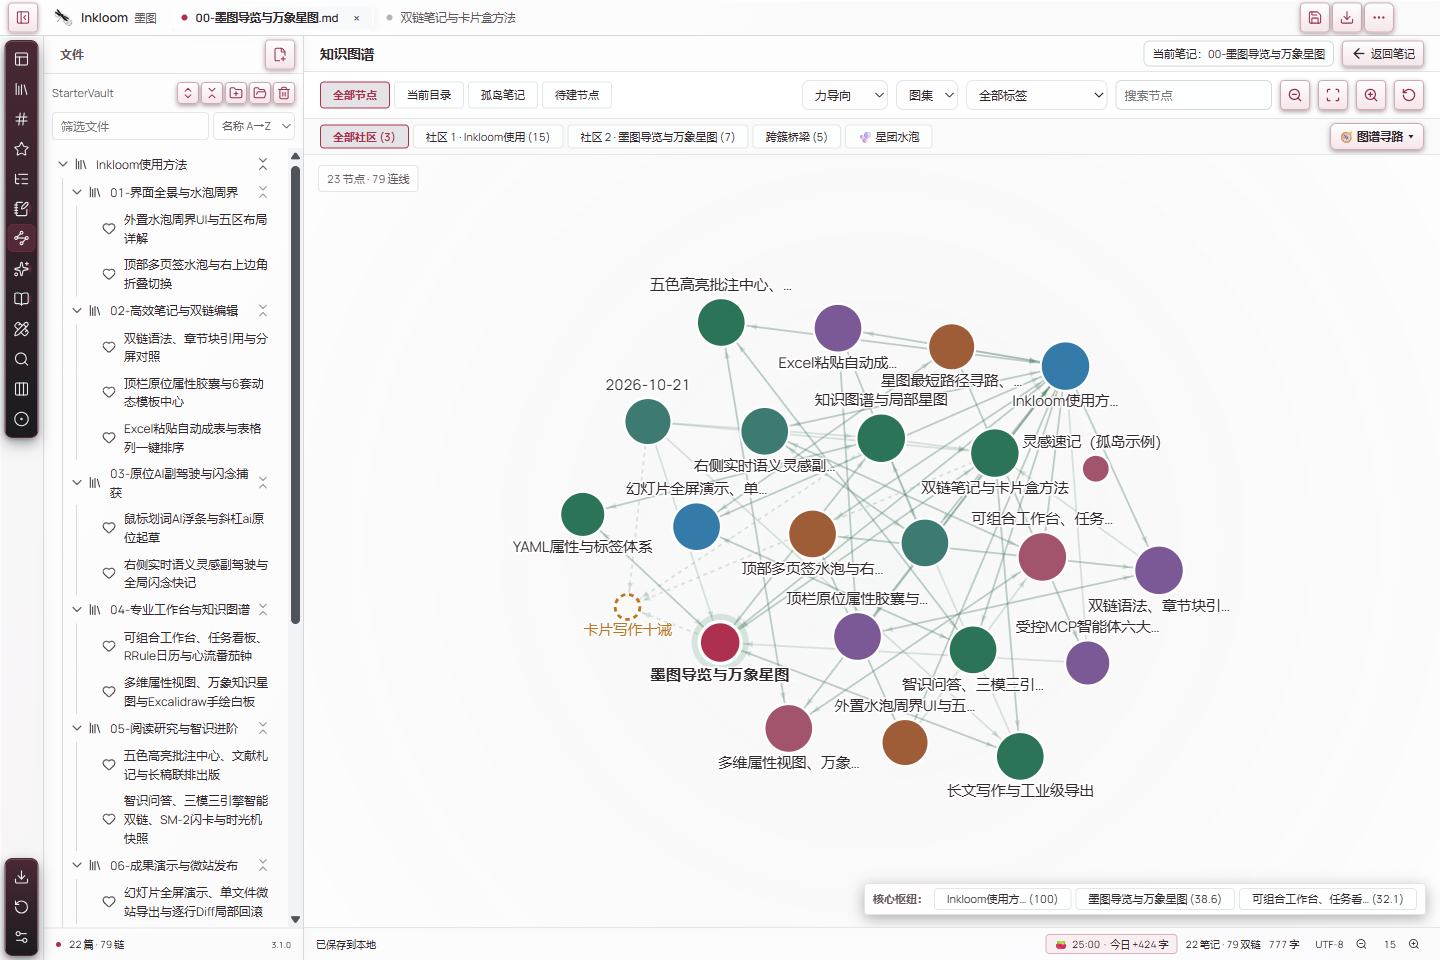 Inkloom 墨图
00-墨图导览与万象星图.md ×
双链笔记与卡片盒方法
文件
知识图谱
当前笔记：00-墨图导览与万象星图
返回笔记
StarterVault
筛选文件
名称 A→Z
全部节点
当前目录
孤岛笔记
待建节点
力导向
图集
全部标签
搜索节点
全部社区 (3)
社区 1 · Inkloom使用 (15)
社区 2 · 墨图导览与万象星图 (7)
跨簇桥梁 (5)
星团水泡
图谱寻路
23 节点 · 79 连线
Inkloom使用方法
01-界面全景与水泡周界
外置水泡周界UI与五区布局
详解
顶部多页签水泡与右上边角
折叠切换
02-高效笔记与双链编辑
双链语法、章节块引用与分
屏对照
顶栏原位属性胶囊与6套动
态模板中心
Excel粘贴自动成表与表格
列一键排序
03-原位AI副驾驶与闪念捕
获
鼠标划词AI浮条与斜杠ai原
位起草
右侧实时语义灵感副驾驶与
全局闪念快记
04-专业工作台与知识图谱
可组合工作台、任务看板、
RRule日历与心流番茄钟
多维属性视图、万象知识星
图与Excalidraw手绘白板
05-阅读研究与智识进阶
五色高亮批注中心、文献札
记与长稿联排出版
智识问答、三模三引擎智能
双链、SM-2闪卡与时光机
快照
06-成果演示与微站发布
幻灯片全屏演示、单文件微
站导出与逐行Diff局部回滚
五色高亮批注中心、...
Excel粘贴自动成...
星图最短路径寻路、...
Inkloom使用方...
2026-10-21
知识图谱与局部星图
灵感速记（孤岛示例）
右侧实时语义灵感副...
幻灯片全屏演示、单...
双链笔记与卡片盒方法
可组合工作台、任务...
YAML属性与标签体系
顶部多页签水泡与右...
顶栏原位属性胶囊与...
双链语法、章节块引...
卡片写作十诫
受控MCP智能体六大...
墨图导览与万象星图
智识问答、三模三引...
外置水泡周界UI与五...
多维属性视图、万象...
长文写作与工业级导出
核心枢纽：
Inkloom使用方... (100)
墨图导览与万象星图 (38.6)
可组合工作台、任务看... (32.1)
22 篇 · 79 链
3.1.0
已保存到本地
25:00 · 今日 +424 字
22 笔记 · 79 双链
777 字
UTF-8
15